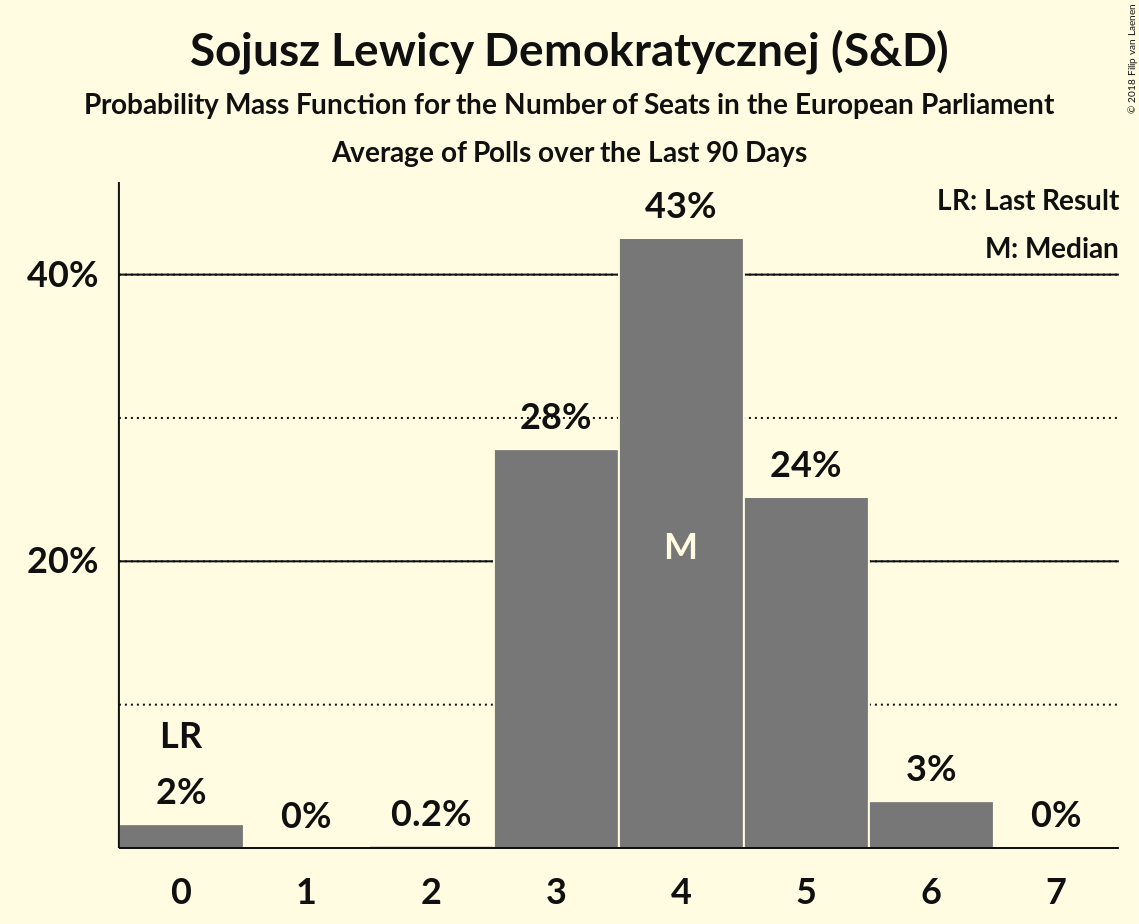 Sojusz Lewicy Demokratycznej (S&D)
Probability Mass Function for the Number of Seats in the European Parliament
Average of Polls over the Last 90 Days
© 2018 Filip van Laenen
LR: Last Result
M: Median
43%
40%
28%
24%
M
20%
LR
2%
0%
0.2%
3%
0%
0 1 2 3 4 5 6 7